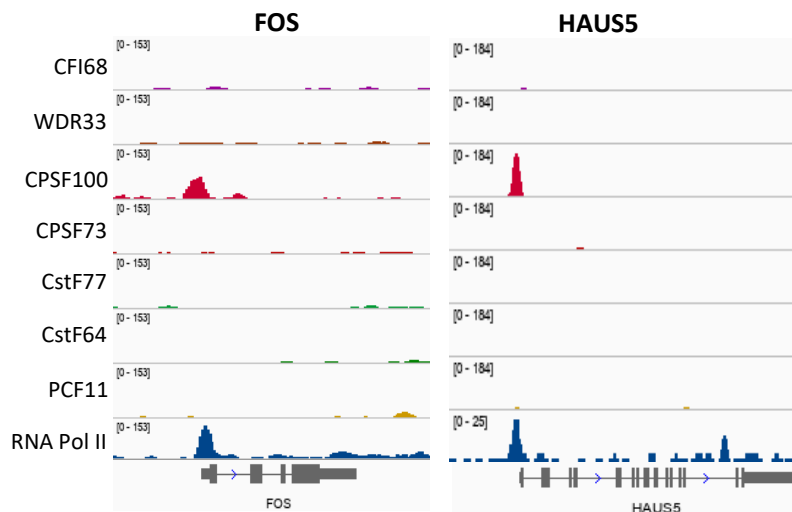 FOS HAUS5
CFI68 [0 - 153] [0 - 184]
WDR33 [0 - 153] [0 - 184]
CPSF100 [0 - 153] [0 - 184]
CPSF73 [0 - 153] [0 - 184]
CstF77 [0 - 153] [0 - 184]
CstF64 [0 - 153] [0 - 184]
PCF11 [0 - 153] [0 - 184]
RNA Pol II [0 - 153] [0 - 25]
FOS HAUS5